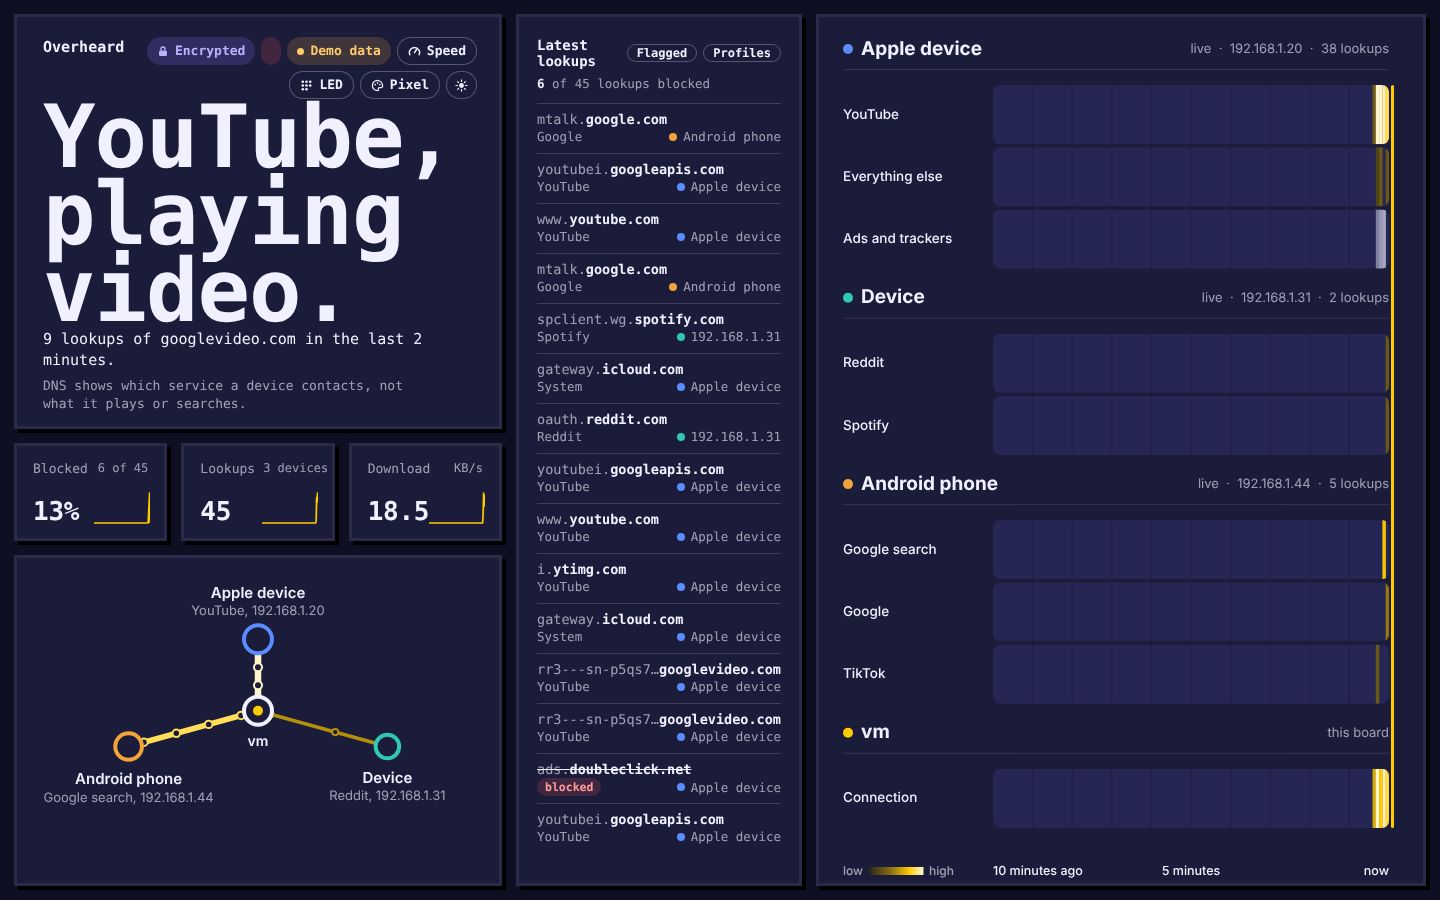 Overheard
Encrypted
Demo data
Speed
LED
Pixel
YouTube,
playing
video.
9 lookups of googlevideo.com in the last 2
minutes.
DNS shows which service a device contacts, not
what it plays or searches.
Blocked 6 of 45
13%
Lookups 3 devices
45
Download KB/s
18.5
Apple device
YouTube, 192.168.1.20
vm
Android phone
Google search, 192.168.1.44
Device
Reddit, 192.168.1.31
Latest
lookups
Flagged
Profiles
6 of 45 lookups blocked
mtalk.google.com
Google Android phone
youtubei.googleapis.com
YouTube Apple device
www.youtube.com
YouTube Apple device
mtalk.google.com
Google Android phone
spclient.wg.spotify.com
Spotify 192.168.1.31
gateway.icloud.com
System Apple device
oauth.reddit.com
Reddit 192.168.1.31
youtubei.googleapis.com
YouTube Apple device
www.youtube.com
YouTube Apple device
i.ytimg.com
YouTube Apple device
gateway.icloud.com
System Apple device
rr3---sn-p5qs7…googlevideo.com
YouTube Apple device
rr3---sn-p5qs7…googlevideo.com
YouTube Apple device
ads.doubleclick.net
blocked Apple device
youtubei.googleapis.com
YouTube Apple device
Apple device live · 192.168.1.20 · 38 lookups
YouTube
Everything else
Ads and trackers
Device live · 192.168.1.31 · 2 lookups
Reddit
Spotify
Android phone live · 192.168.1.44 · 5 lookups
Google search
Google
TikTok
vm this board
Connection
low high 10 minutes ago 5 minutes now